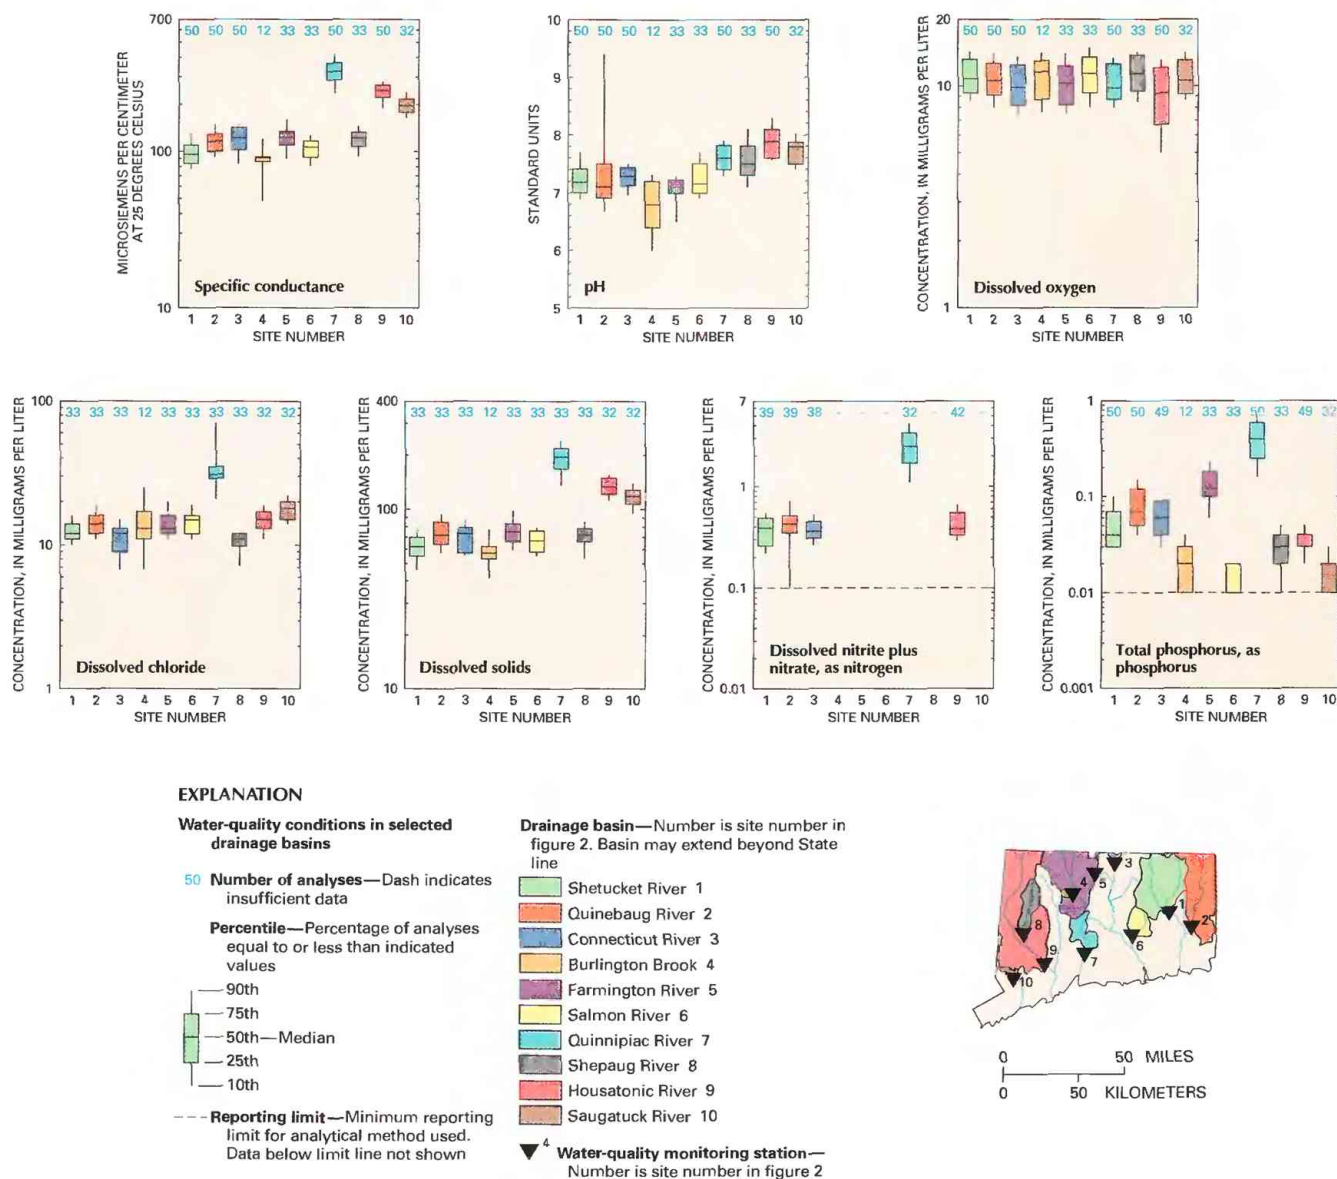 700
50 50 50 12 33 33 50 33 50 32
100
10
MICROSIEMENS PER CENTIMETER
AT 25 DEGREES CELSIUS
Specific conductance
1 2 3 4 5 6 7 8 9 10
SITE NUMBER
10
9
8
7
6
5
50 50 50 12 33 33 50 33 50 32
STANDARD UNITS
pH
1 2 3 4 5 6 7 8 9 10
SITE NUMBER
20
10
1
50 50 50 12 33 33 50 33 50 32
CONCENTRATION, IN MILLIGRAMS PER LITER
Dissolved oxygen
1 2 3 4 5 6 7 8 9 10
SITE NUMBER
100
10
1
33 33 33 12 33 33 33 33 32 32
CONCENTRATION, IN MILLIGRAMS PER LITER
Dissolved chloride
1 2 3 4 5 6 7 8 9 10
SITE NUMBER
400
100
10
33 33 33 12 33 33 33 33 32 32
CONCENTRATION, IN MILLIGRAMS PER LITER
Dissolved solids
1 2 3 4 5 6 7 8 9 10
SITE NUMBER
7
1
0.1
0.01
39 39 38 - - - 32 - 42 -
CONCENTRATION, IN MILLIGRAMS PER LITER
Dissolved nitrite plus
nitrate, as nitrogen
1 2 3 4 5 6 7 8 9 10
SITE NUMBER
1
0.1
0.01
0.001
50 50 49 12 33 33 50 33 49 32
CONCENTRATION, IN MILLIGRAMS PER LITER
Total phosphorus, as
phosphorus
1 2 3 4 5 6 7 8 9 10
SITE NUMBER
EXPLANATION
Water-quality conditions in selected
drainage basins
50 Number of analyses—Dash indicates
insufficient data
Percentile—Percentage of analyses
equal to or less than indicated
values
90th
75th
50th—Median
25th
10th
Reporting limit—Minimum reporting
limit for analytical method used.
Data below limit line not shown
Drainage basin—Number is site number in
figure 2. Basin may extend beyond State
line
Shetucket River 1
Quinebaug River 2
Connecticut River 3
Burlington Brook 4
Farmington River 5
Salmon River 6
Quinnipiac River 7
Shepaug River 8
Housatonic River 9
Saugatuck River 10
4 Water-quality monitoring station—
Number is site number in figure 2
3
4
5
1
2
8
9
6
7
10
0 50 MILES
0 50 KILOMETERS